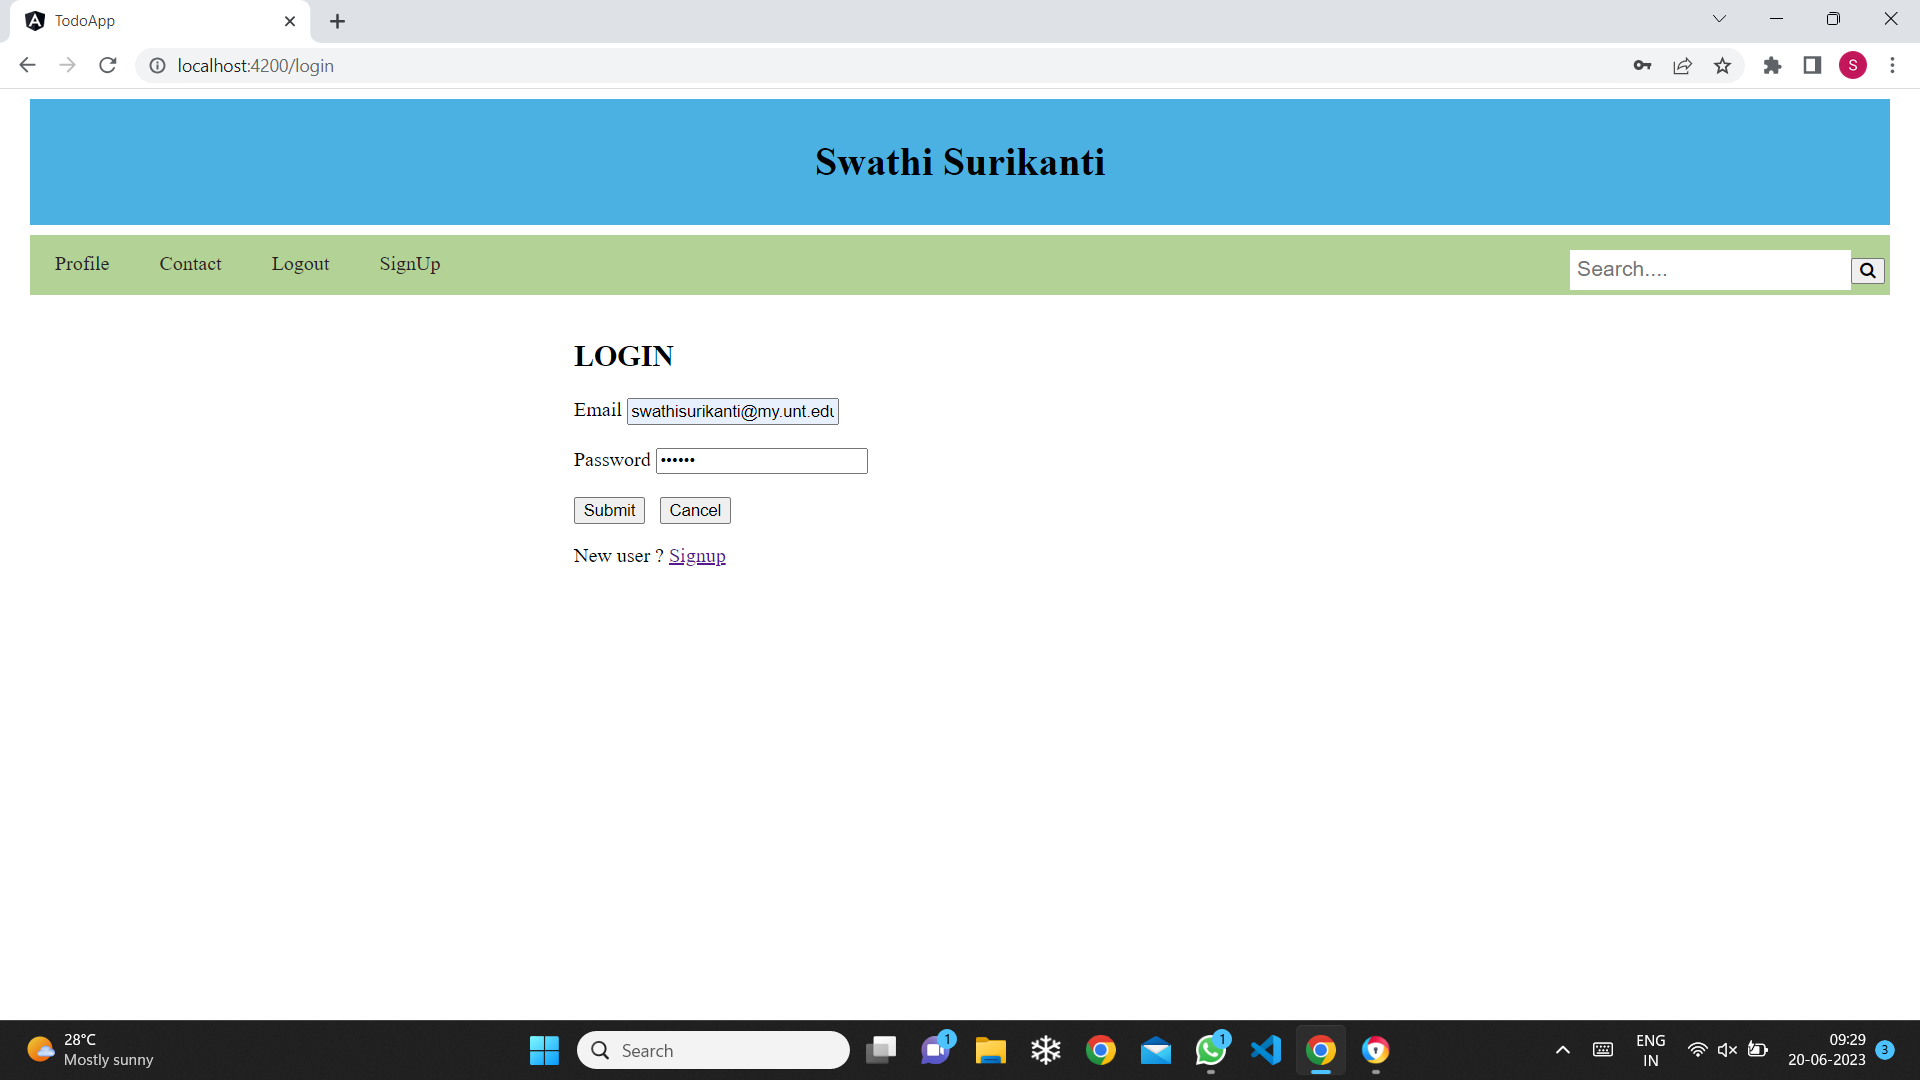 TodoApp
localhost:4200/login
S
Swathi Surikanti
Profile Contact Logout SignUp Search....
LOGIN
Email swathisurikanti@my.unt.edu
Password ••••••
Submit Cancel
New user ? Signup
28°C
Mostly sunny
Search
1
1
ENG
IN
09:29
20-06-2023
3